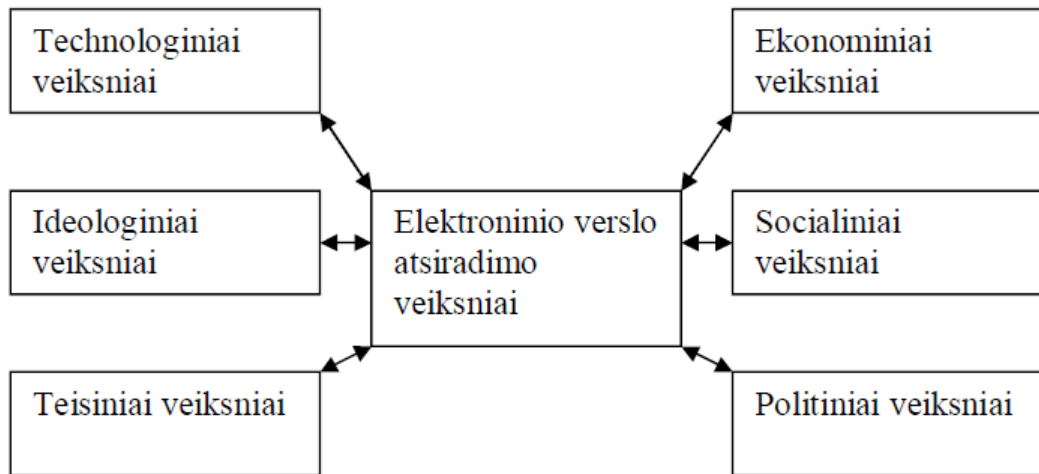 Technologiniai
veiksniai
Ekonominiai
veiksniai
Ideologiniai
veiksniai
Elektroninio verslo
atsiradimo
veiksniai
Socialiniai
veiksniai
Teisiniai veiksniai
Politiniai veiksniai